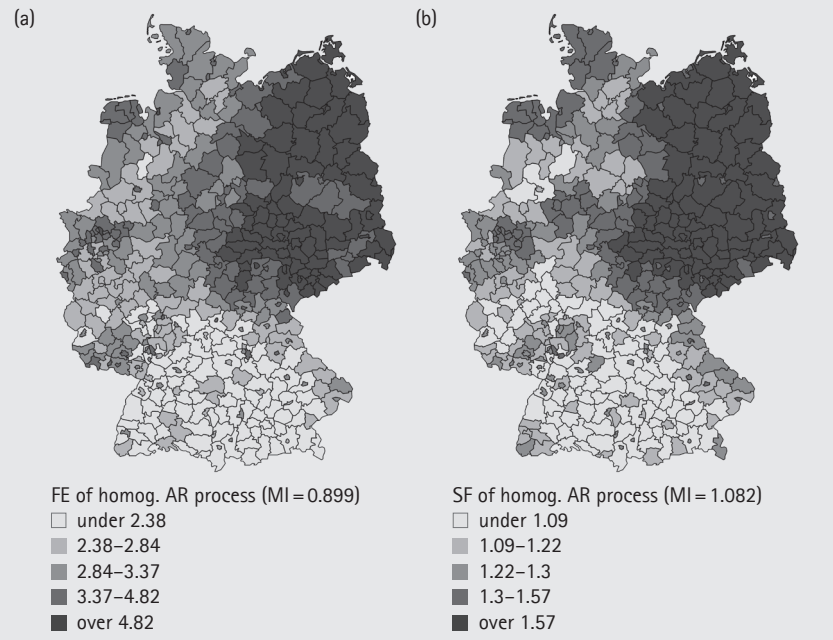 (a)
(b)
FE of homog. AR process (MI = 0.899)
under 2.38
2.38–2.84
2.84–3.37
3.37–4.82
over 4.82
SF of homog. AR process (MI = 1.082)
under 1.09
1.09–1.22
1.22–1.3
1.3–1.57
over 1.57